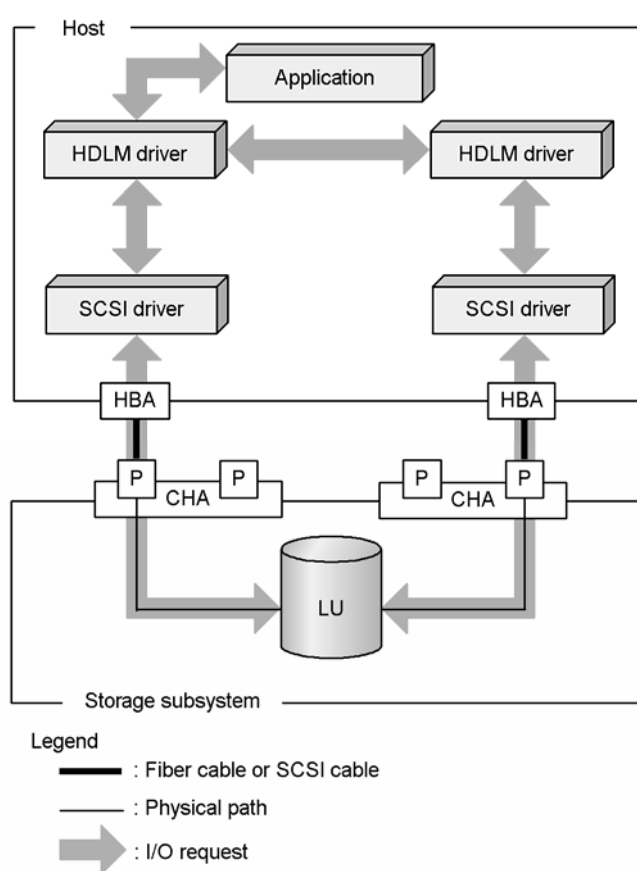 Host
Application
HDLM driver
HDLM driver
SCSI driver
SCSI driver
HBA
HBA
P
P
P
P
CHA
CHA
LU
Storage subsystem
Legend
: Fiber cable or SCSI cable
: Physical path
: I/O request